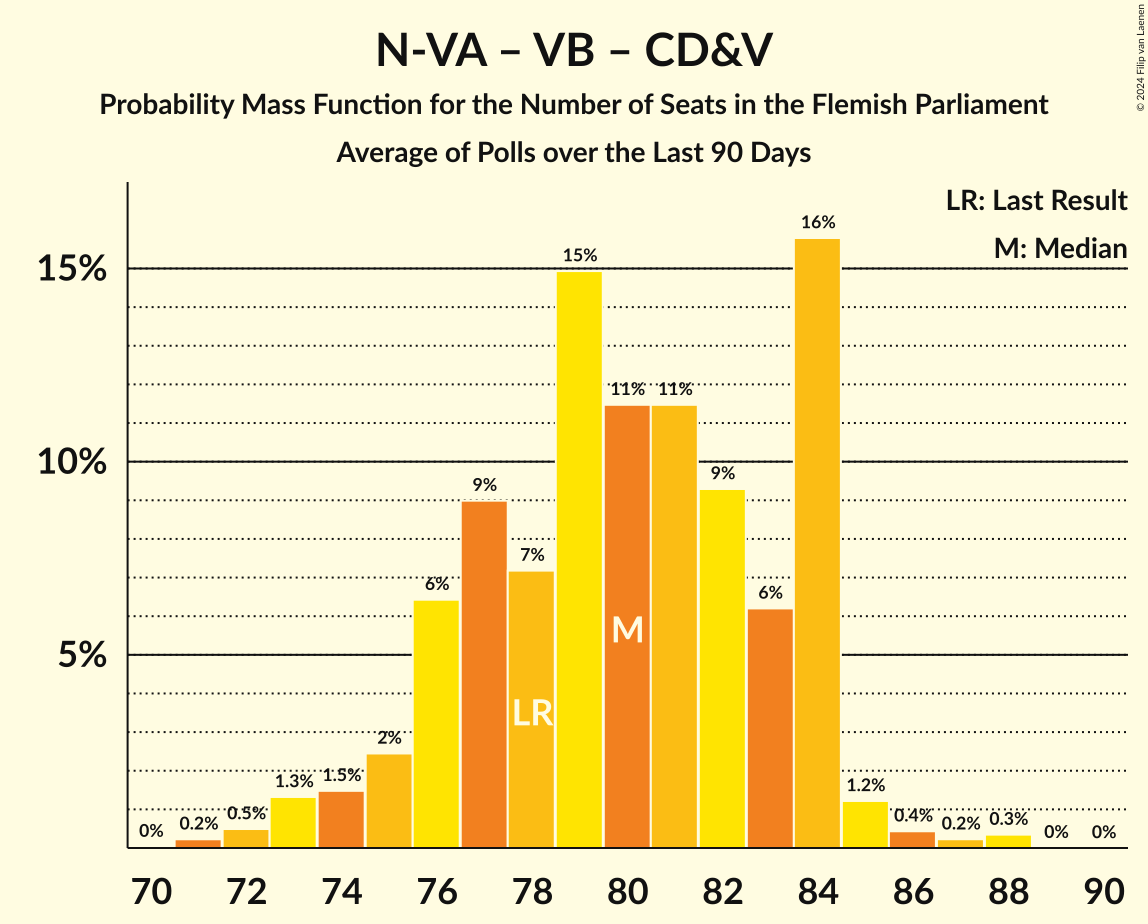 N-VA – VB – CD&V
Probability Mass Function for the Number of Seats in the Flemish Parliament
Average of Polls over the Last 90 Days
© 2024 Filip van Laenen
LR: Last Result
M: Median
15%
10%
5%
0%
0.2%
0.5%
1.3%
1.5%
2%
6%
9%
7%
15%
11%
11%
9%
6%
16%
1.2%
0.4%
0.2%
0.3%
0%
0%
LR
M
70 72 74 76 78 80 82 84 86 88 90